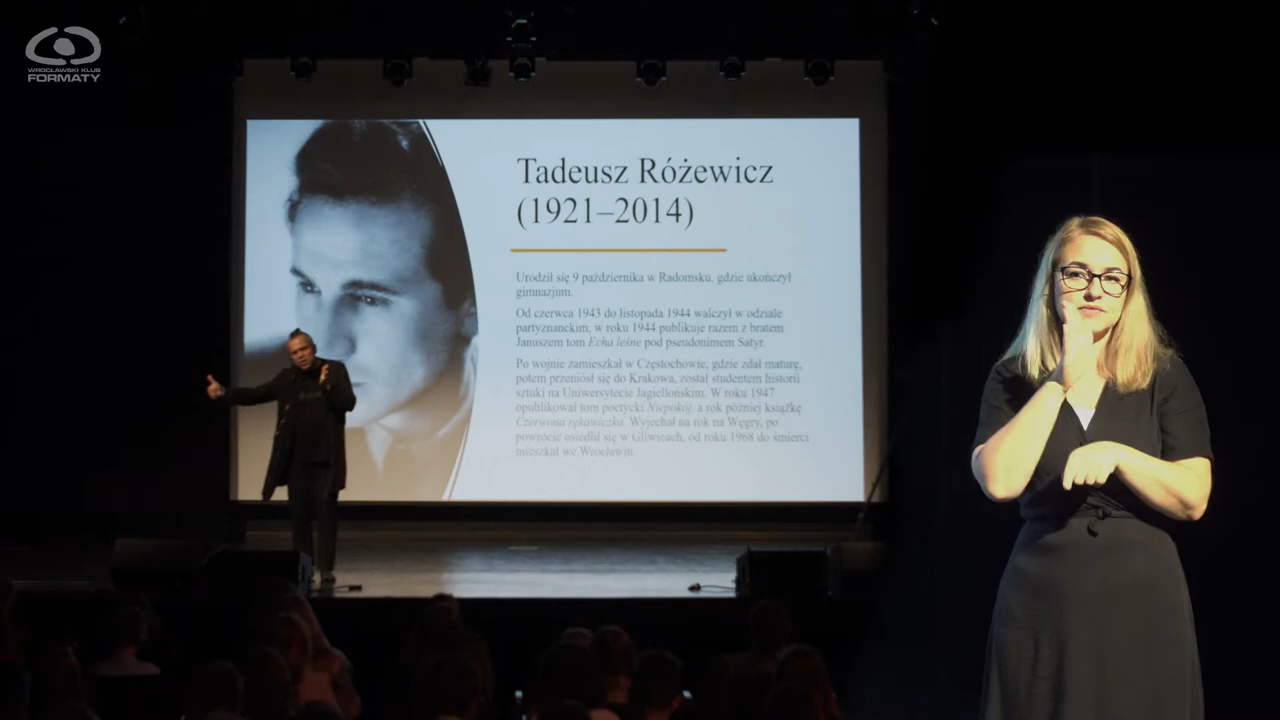 WROCŁAWSKI KLUB
FORMATY
Tadeusz Różewicz
(1921–2014)
Urodził się 9 października w Radomsku, gdzie ukończył
gimnazjum.
Od czerwca 1943 do listopada 1944 walczył w odziale
partyznanckim, w roku 1944 publikuje razem z bratem
Januszem tom Echa leśne pod pseudonimem Satyr.
Po wojnie zamieszkał w Częstochowie, gdzie zdał maturę,
potem przeniósł się do Krakowa, został studentem historii
sztuki na Uniwersytecie Jagiellońskim. W roku 1947
opublikował tom poetycki Niepokój, a rok później książkę
Czerwona rękawiczka. Wyjechał na rok na Węgry, po
powrocie osiedlił się w Gliwicach, od roku 1968 do śmierci
mieszkał we Wrocławiu.